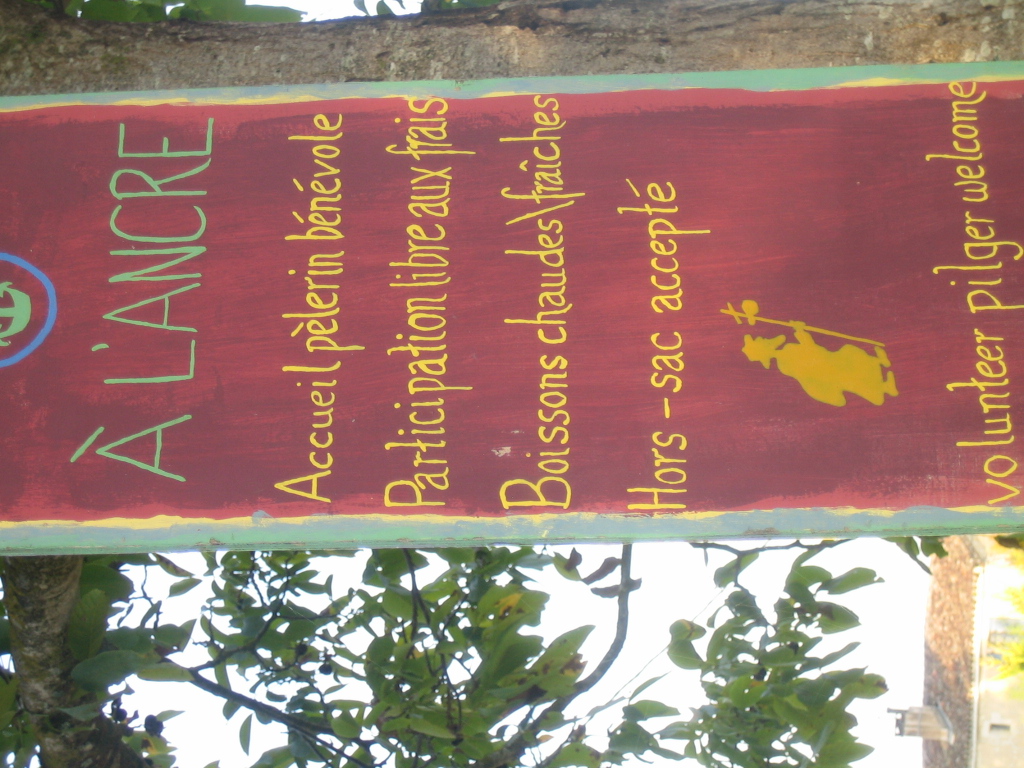 À L'ANCRE
Accueil pèlerin bénévole
Participation libre aux frais
Boissons chaudes\fraîches
Hors-sac accepté
volunteer pilger welcome